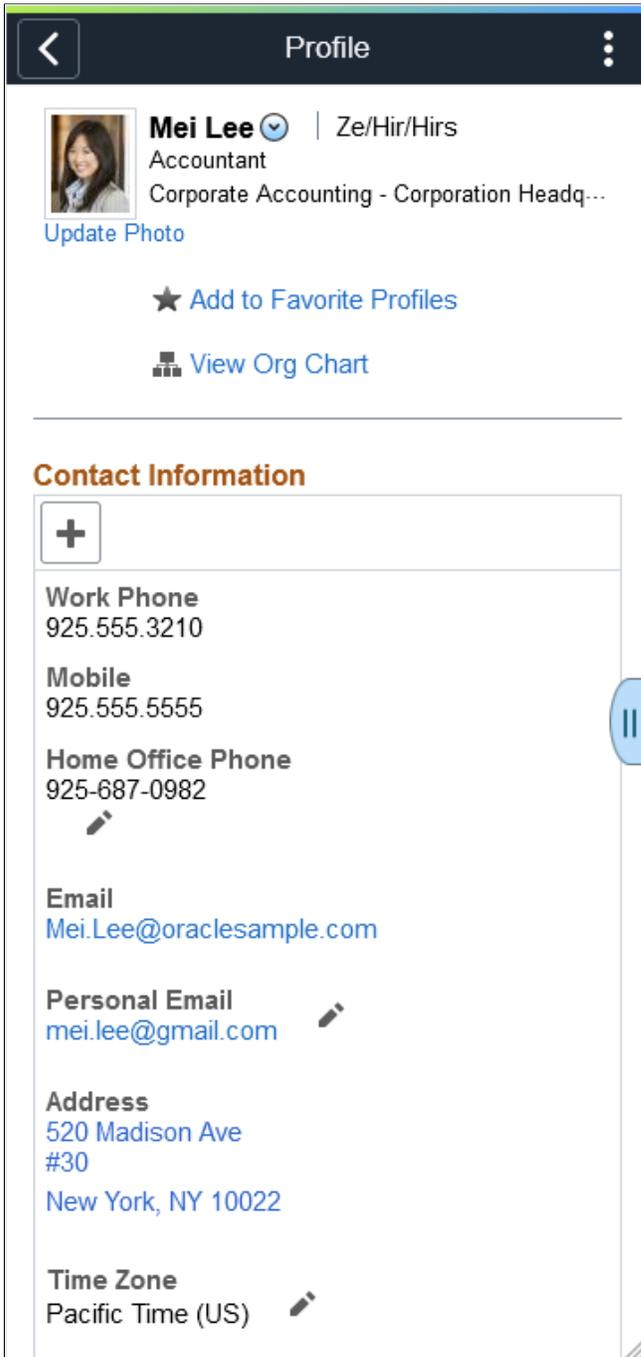 Profile
Mei Lee | Ze/Hir/Hirs
Accountant
Corporate Accounting - Corporation Headq...
Update Photo
Add to Favorite Profiles
View Org Chart
Contact Information
Work Phone
925.555.3210
Mobile
925.555.5555
Home Office Phone
925-687-0982
Email
Mei.Lee@oraclesample.com
Personal Email
mei.lee@gmail.com
Address
520 Madison Ave
#30
New York, NY 10022
Time Zone
Pacific Time (US)